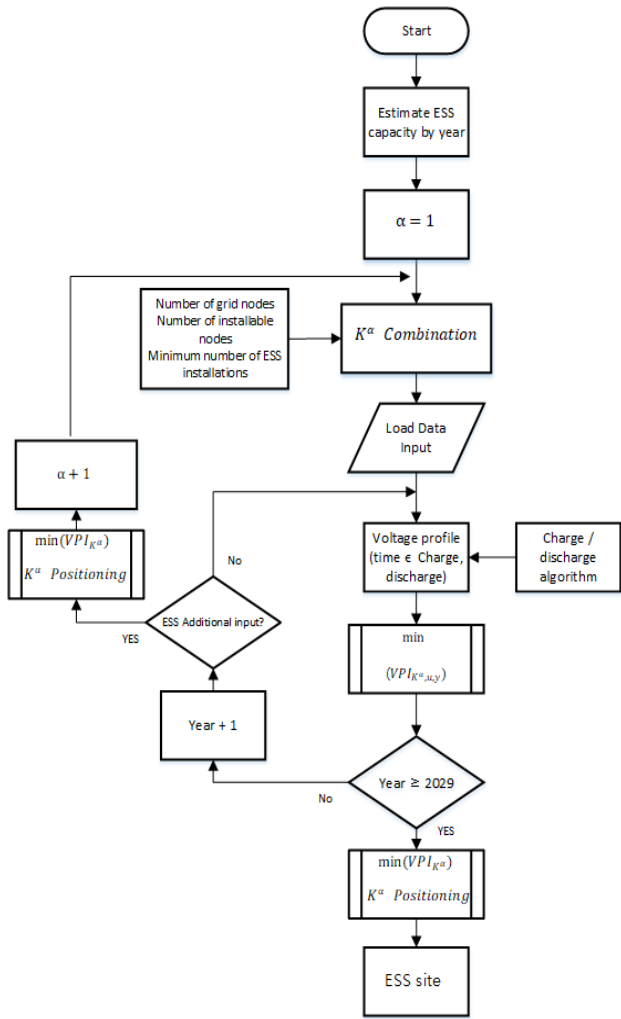 Start
Estimate ESS
capacity by year
α = 1
Number of grid nodes
Number of installable
nodes
Minimum number of ESS
installations
K^α Combination
Load Data
Input
α + 1
min(VPI_{K^α})
K^α Positioning
No
Voltage profile
(time ϵ Charge,
discharge)
Charge /
discharge
algorithm
YES
ESS Additional input?
min
(VPI_{K^α,u,y})
Year + 1
No
Year ≥ 2029
YES
min(VPI_{K^α})
K^α Positioning
ESS site